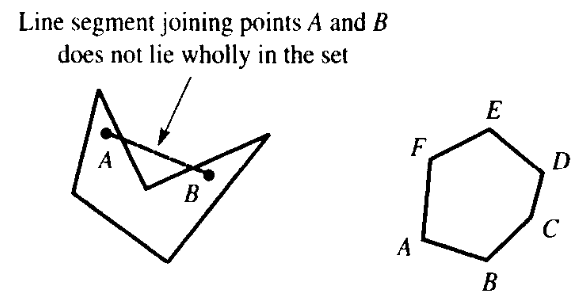 Line segment joining points A and B
does not lie wholly in the set
A
B
E
F
D
C
A
B